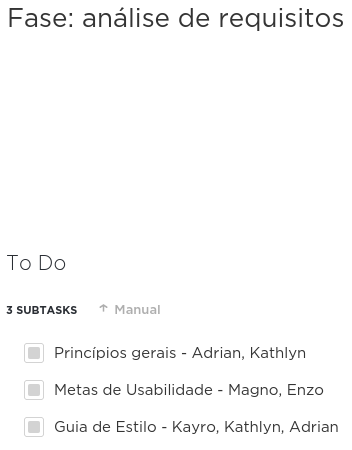 Fase: análise de requisitos
To Do
3 SUBTASKS ↑ Manual
Princípios gerais - Adrian, Kathlyn
Metas de Usabilidade - Magno, Enzo
Guia de Estilo - Kayro, Kathlyn, Adrian